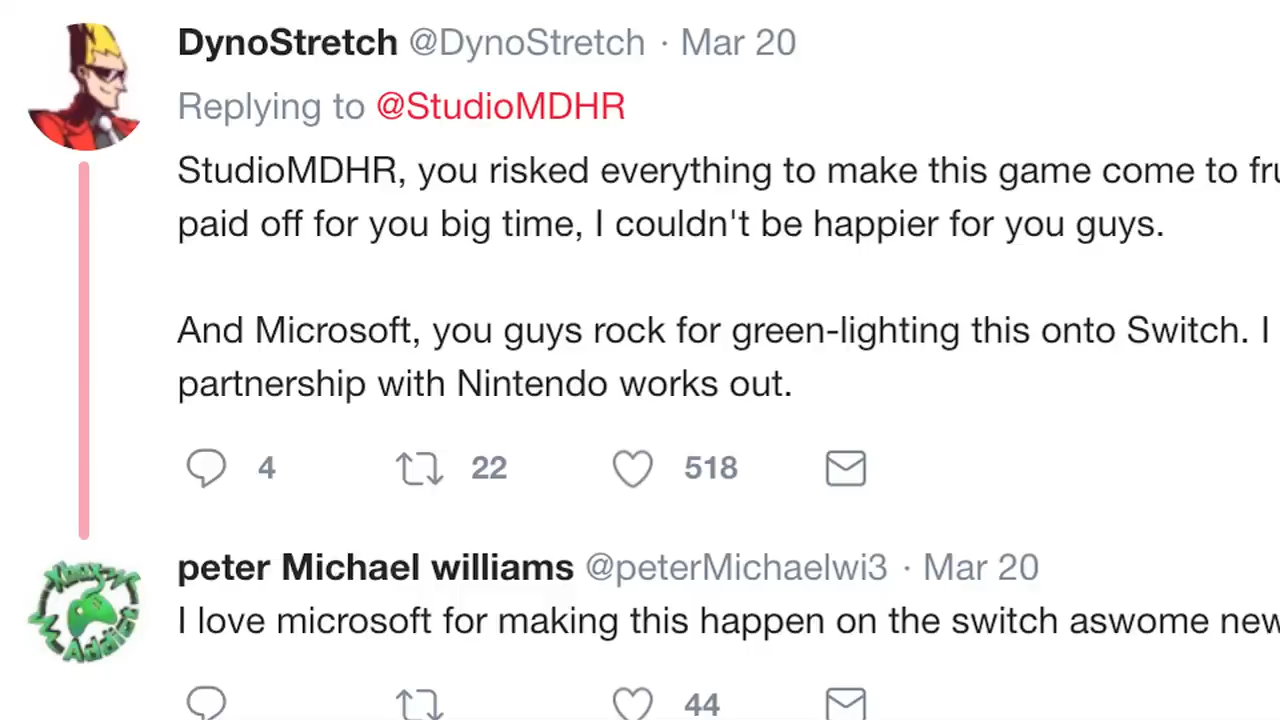 DynoStretch @DynoStretch · Mar 20
Replying to @StudioMDHR
StudioMDHR, you risked everything to make this game come to fru
paid off for you big time, I couldn't be happier for you guys.
And Microsoft, you guys rock for green-lighting this onto Switch. I
partnership with Nintendo works out.
4 22 518
peter Michael williams @peterMichaelwi3 · Mar 20
Xbox
Addict
I love microsoft for making this happen on the switch aswome new
44